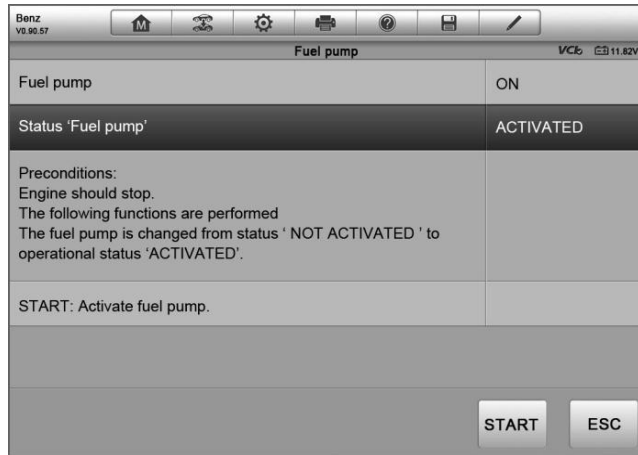 Benz
V0.90.57
Fuel pump
VCI
11.82V
Fuel pump ON
Status ‘Fuel pump’ ACTIVATED
Preconditions:
Engine should stop.
The following functions are performed
The fuel pump is changed from status ‘ NOT ACTIVATED ’ to
operational status ‘ACTIVATED’.
START: Activate fuel pump.
START ESC